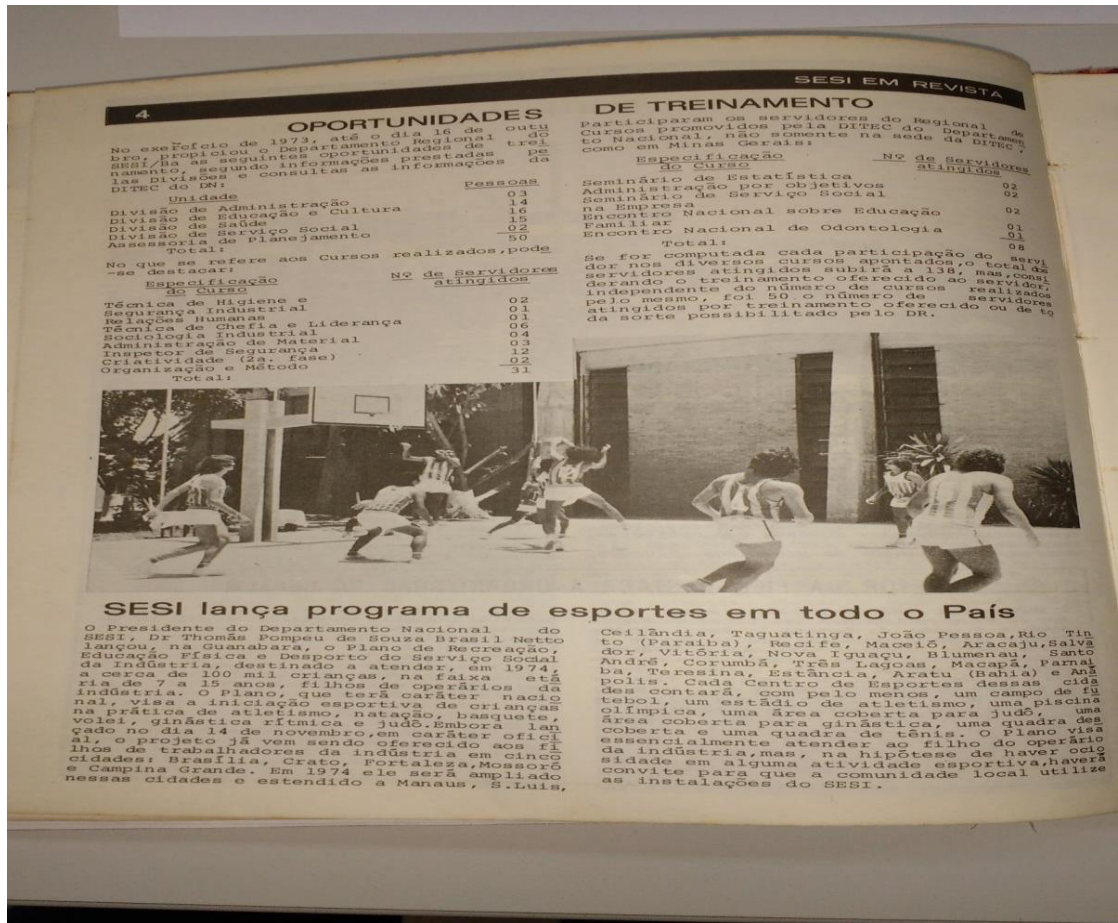 4
SESI EM REVISTA
OPORTUNIDADES DE TREINAMENTO
No exercício de 1973, até o dia 16 de outu
bro, propiciou o Departamento Regional do
SESI/Ba as seguintes oportunidades de trei
namento, segundo informações prestadas pe
las Divisões e consultas as informações da
DITEC do DN:
Unidade Pessoas
Divisão de Administração 03
Divisão de Educação e Cultura 14
Divisão de Saúde 16
Divisão de Serviço Social 15
Assessoria de Planejamento 02
Total: 50
No que se refere aos Cursos realizados,pode
-se destacar:
Especificação Nº de Servidores
do Curso atingidos
Técnica de Higiene e
Segurança Industrial 02
Relações Humanas 01
Técnica de Chefia e Liderança 01
Sociologia Industrial 06
Administração de Material 04
Inspetor de Segurança 03
Criatividade (2a. fase) 12
Organização e Método 02
Total: 31
Participaram os servidores do Regional de
Cursos promovidos pela DITEC do Departamen
to Nacional, não somente na sede da DITEC,
como em Minas Gerais:
Especificação Nº de Servidores
do Curso atingidos
Seminário de Estatística
Administração por objetivos 02
Seminário de Serviço Social 02
na Empresa
Encontro Nacional sobre Educação 02
Familiar 01
Encontro Nacional de Odontologia 01
Total: 08
Se for computada cada participação do servi
dor nos diversos cursos apontados,o total dos
servidores atingidos subirá a 138, mas,consi
derando o treinamento oferecido ao servidor,
independente do número de cursos realizados
pelo mesmo, foi 50 o número de servidores
atingidos por treinamento oferecido ou de to
da sorte possibilitado pelo DR.
SESI lança programa de esportes em todo o País
O Presidente do Departamento Nacional do
SESI, Dr Thomás Pompeu de Souza Brasil Netto
lançou, na Guanabara, o Plano de Recreação,
Educação Física e Desporto do Serviço Social
da Indústria, destinado a atender, em 1974,
a cerca de 100 mil crianças, na faixa etá
ria de 7 a 15 anos, filhos de operários da
indústria. O Plano, que terá caráter nacio
nal, visa a iniciação esportiva de crianças
na prática de atletismo, natação, basquete,
volei, ginástica rítmica e judô.Embora lan
çado no dia 14 de novembro,em caráter ofici
al, o projeto já vem sendo oferecido aos fi
lhos de trabalhadores da indústria em cinco
cidades: Brasília, Crato, Fortaleza,Mossoró
e Campina Grande. Em 1974 ele será ampliado
nessas cidades e estendido a Manaus, S.Luis,
Ceilândia, Taguatinga, João Pessoa,Rio Tin
to (Paraiba), Recife, Maceió, Aracaju,Salva
dor, Vitória, Nova Iguaçu, Blumenau, Santo
André, Corumbá, Três Lagoas, Macapá, Parnai
ba, Teresina, Estância, Aratu (Bahia) e Aná
polis. Cada Centro de Esportes dessas cida
des contará, com pelo menos, um campo de fu
tebol, um estádio de atletismo, uma piscina
olímpica, uma área coberta para judô, uma
área coberta para ginástica, uma quadra des
coberta e uma quadra de tênis. O Plano visa
essencialmente atender ao filho do operário
da indústria,mas, na hipótese de haver ocio
sidade em alguma atividade esportiva,haverá
convite para que a comunidade local utilize
as instalações do SESI.